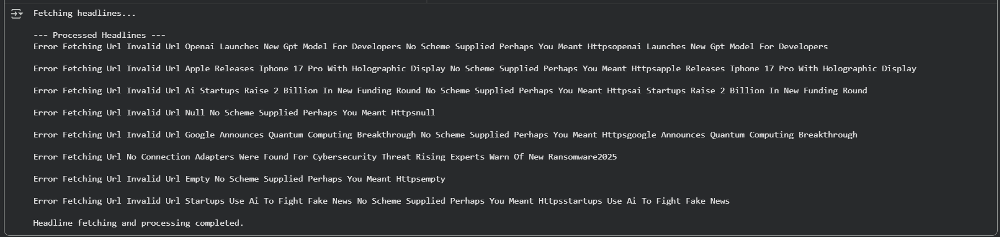 Fetching headlines...
--- Processed Headlines ---
Error Fetching Url Invalid Url Openai Launches New Gpt Model For Developers No Scheme Supplied Perhaps You Meant Httpsopenai Launches New Gpt Model For Developers
Error Fetching Url Invalid Url Apple Releases Iphone 17 Pro With Holographic Display No Scheme Supplied Perhaps You Meant Httpsapple Releases Iphone 17 Pro With Holographic Display
Error Fetching Url Invalid Url Ai Startups Raise 2 Billion In New Funding Round No Scheme Supplied Perhaps You Meant Httpsai Startups Raise 2 Billion In New Funding Round
Error Fetching Url Invalid Url Null No Scheme Supplied Perhaps You Meant Httpsnull
Error Fetching Url Invalid Url Google Announces Quantum Computing Breakthrough No Scheme Supplied Perhaps You Meant Httpsgoogle Announces Quantum Computing Breakthrough
Error Fetching Url No Connection Adapters Were Found For Cybersecurity Threat Rising Experts Warn Of New Ransomware2025
Error Fetching Url Invalid Url Empty No Scheme Supplied Perhaps You Meant Httpsempty
Error Fetching Url Invalid Url Startups Use Ai To Fight Fake News No Scheme Supplied Perhaps You Meant Httpsstartups Use Ai To Fight Fake News
Headline fetching and processing completed.